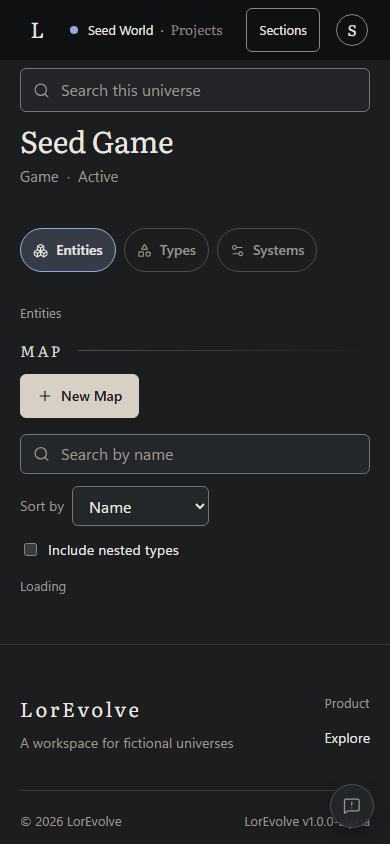 L Seed World · Projects Sections S
Search this universe
Seed Game
Game · Active
Entities Types Systems
Entities
MAP
New Map
Search by name
Sort by Name
Include nested types
Loading
LorEvolve Product
A workspace for fictional universes Explore
© 2026 LorEvolve LorEvolve v1.0.0-alpha